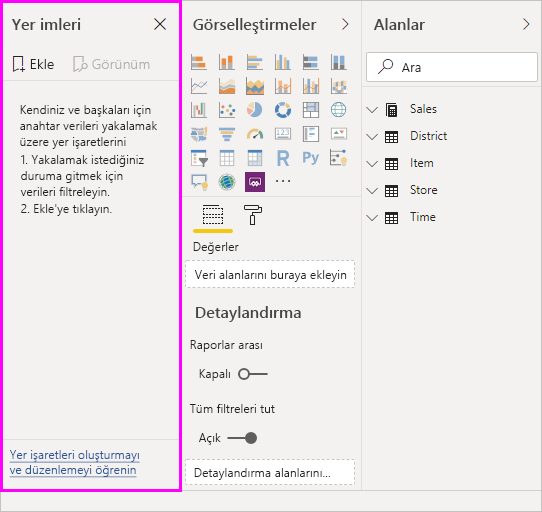 Yer imleri
Ekle
Görünüm
Kendiniz ve başkaları için
anahtar verileri yakalamak
üzere yer işaretlerini
1. Yakalamak istediğiniz
duruma gitmek için
verileri filtreleyin.
2. Ekle'ye tıklayın.
Yer işaretleri oluşturmayı
ve düzenlemeyi öğrenin
Görselleştirmeler
123
R
Py
Değerler
Veri alanlarını buraya ekleyin
Detaylandırma
Raporlar arası
Kapalı
Tüm filtreleri tut
Açık
Detaylandırma alanlarını...
Alanlar
Ara
Sales
District
Item
Store
Time